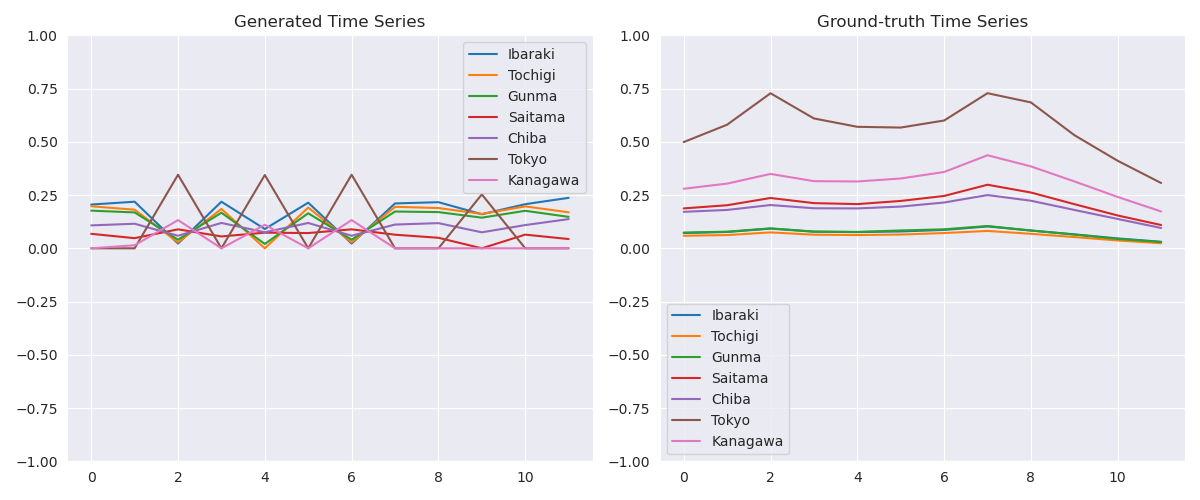 Generated Time Series
1.00
0.75
0.50
0.25
0.00
−0.25
−0.50
−0.75
−1.00
0 2 4 6 8 10
Ibaraki
Tochigi
Gunma
Saitama
Chiba
Tokyo
Kanagawa
Ground-truth Time Series
1.00
0.75
0.50
0.25
0.00
−0.25
−0.50
−0.75
−1.00
0 2 4 6 8 10
Ibaraki
Tochigi
Gunma
Saitama
Chiba
Tokyo
Kanagawa